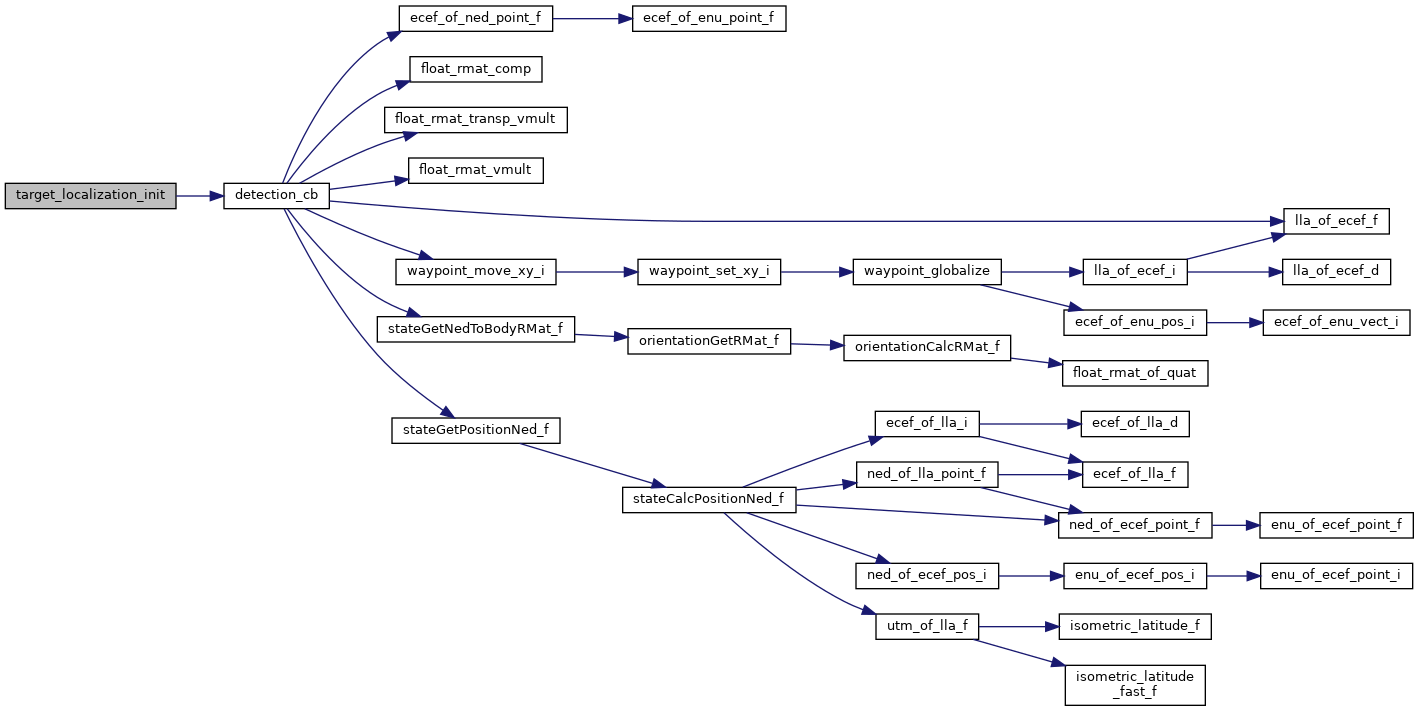 ecef_of_ned_point_f
ecef_of_enu_point_f
float_rmat_comp
float_rmat_transp_vmult
float_rmat_vmult
target_localization_init
detection_cb
lla_of_ecef_f
waypoint_move_xy_i
waypoint_set_xy_i
waypoint_globalize
lla_of_ecef_i
lla_of_ecef_d
ecef_of_enu_pos_i
ecef_of_enu_vect_i
stateGetNedToBodyRMat_f
orientationGetRMat_f
orientationCalcRMat_f
float_rmat_of_quat
stateGetPositionNed_f
ecef_of_lla_i
ecef_of_lla_d
ned_of_lla_point_f
ecef_of_lla_f
stateCalcPositionNed_f
ned_of_ecef_point_f
enu_of_ecef_point_f
ned_of_ecef_pos_i
enu_of_ecef_pos_i
enu_of_ecef_point_i
utm_of_lla_f
isometric_latitude_f
isometric_latitude
_fast_f